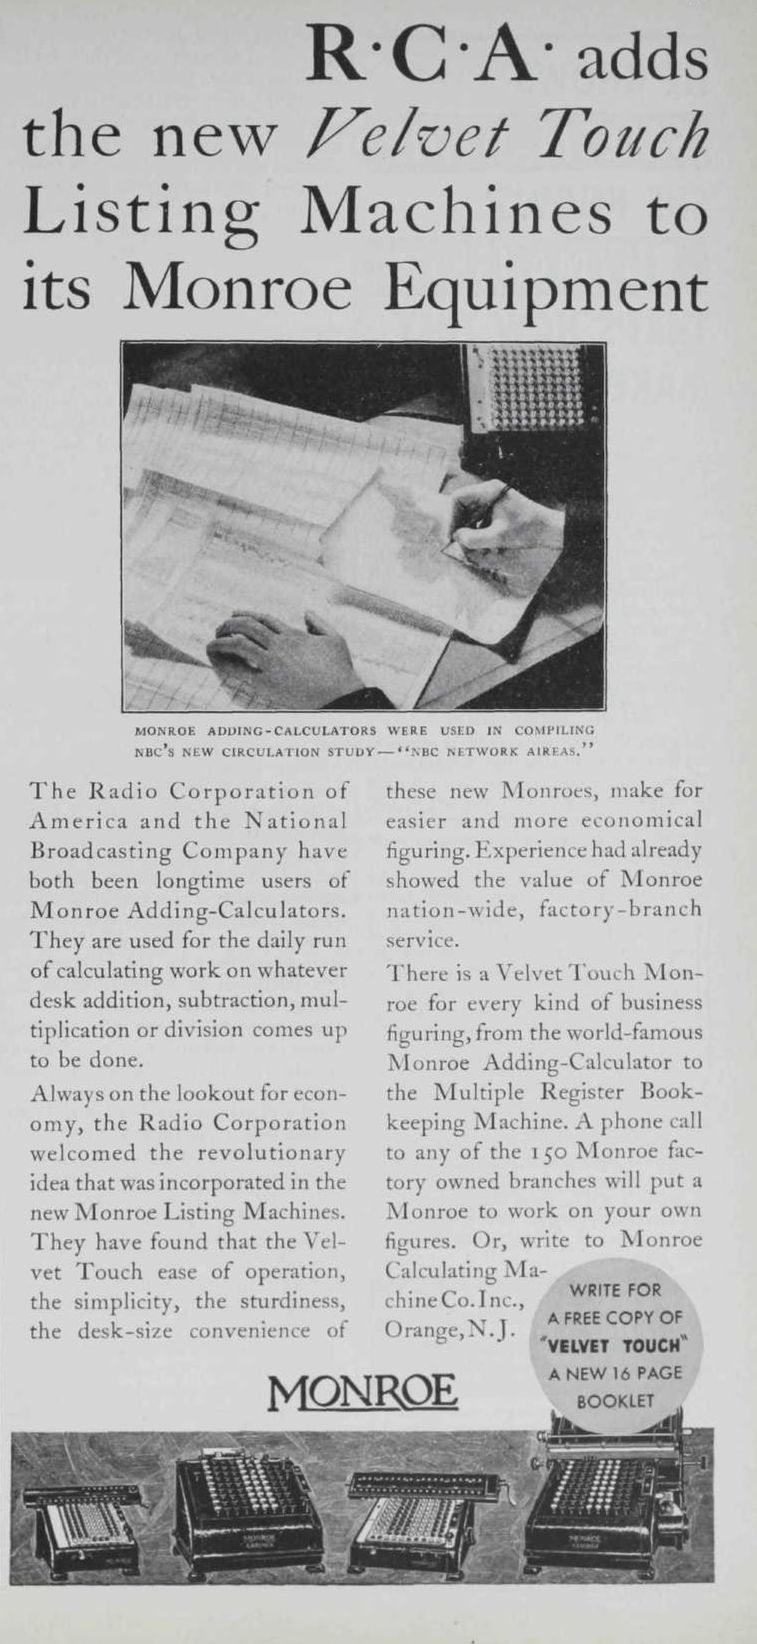 R·C·A· adds
the new Velvet Touch
Listing Machines to
its Monroe Equipment
MONROE ADDING-CALCULATORS WERE USED IN COMPILING
NBC'S NEW CIRCULATION STUDY—"NBC NETWORK AIREAS."
The Radio Corporation of
America and the National
Broadcasting Company have
both been longtime users of
Monroe Adding-Calculators.
They are used for the daily run
of calculating work on whatever
desk addition, subtraction, mul-
tiplication or division comes up
to be done.
Always on the lookout for econ-
omy, the Radio Corporation
welcomed the revolutionary
idea that was incorporated in the
new Monroe Listing Machines.
They have found that the Vel-
vet Touch ease of operation,
the simplicity, the sturdiness,
the desk-size convenience of
these new Monroes, make for
easier and more economical
figuring. Experience had already
showed the value of Monroe
nation-wide, factory-branch
service.
There is a Velvet Touch Mon-
roe for every kind of business
figuring, from the world-famous
Monroe Adding-Calculator to
the Multiple Register Book-
keeping Machine. A phone call
to any of the 150 Monroe fac-
tory owned branches will put a
Monroe to work on your own
figures. Or, write to Monroe
Calculating Ma-
chine Co. Inc.,
Orange, N. J.
WRITE FOR
A FREE COPY OF
"VELVET TOUCH"
A NEW 16 PAGE
BOOKLET
MONROE
MONROE
MONROE